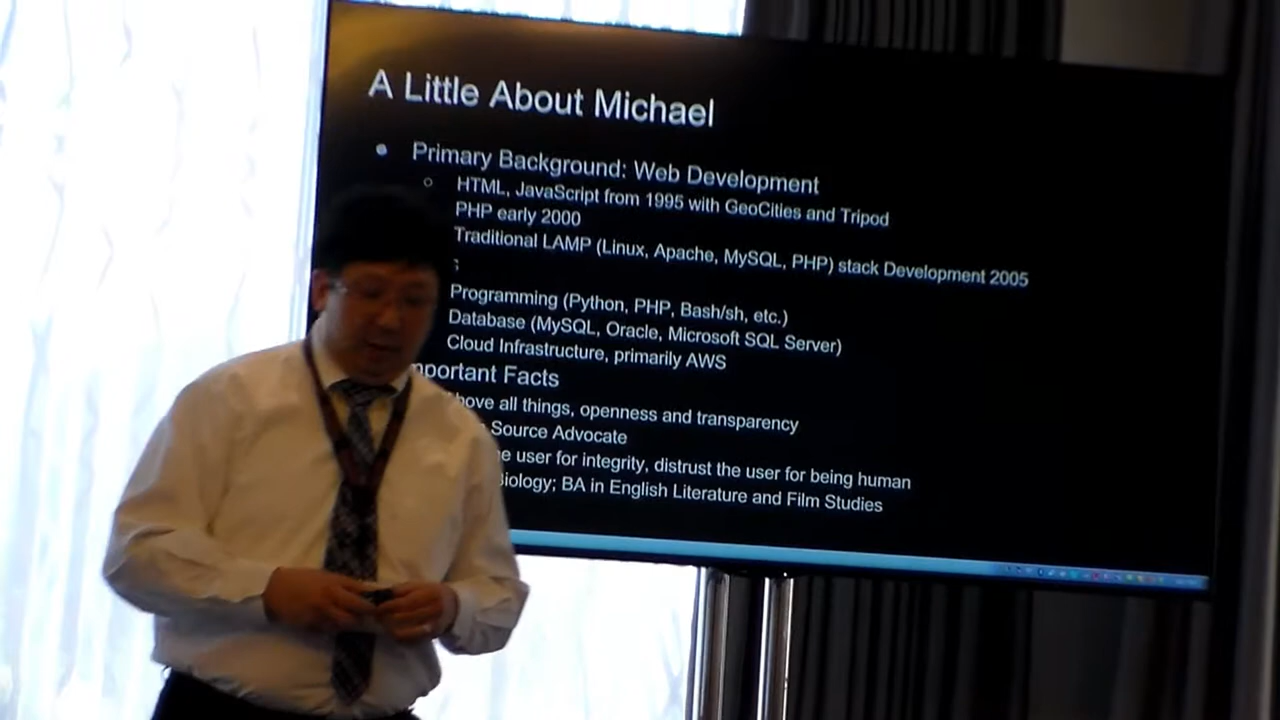 A Little About Michael
Primary Background: Web Development
HTML, JavaScript from 1995 with GeoCities and Tripod
PHP early 2000
Traditional LAMP (Linux, Apache, MySQL, PHP) stack Development 2005
Programming (Python, PHP, Bash/sh, etc.)
Database (MySQL, Oracle, Microsoft SQL Server)
Cloud Infrastructure, primarily AWS
mportant Facts
bove all things, openness and transparency
Source Advocate
e user for integrity, distrust the user for being human
Biology; BA in English Literature and Film Studies